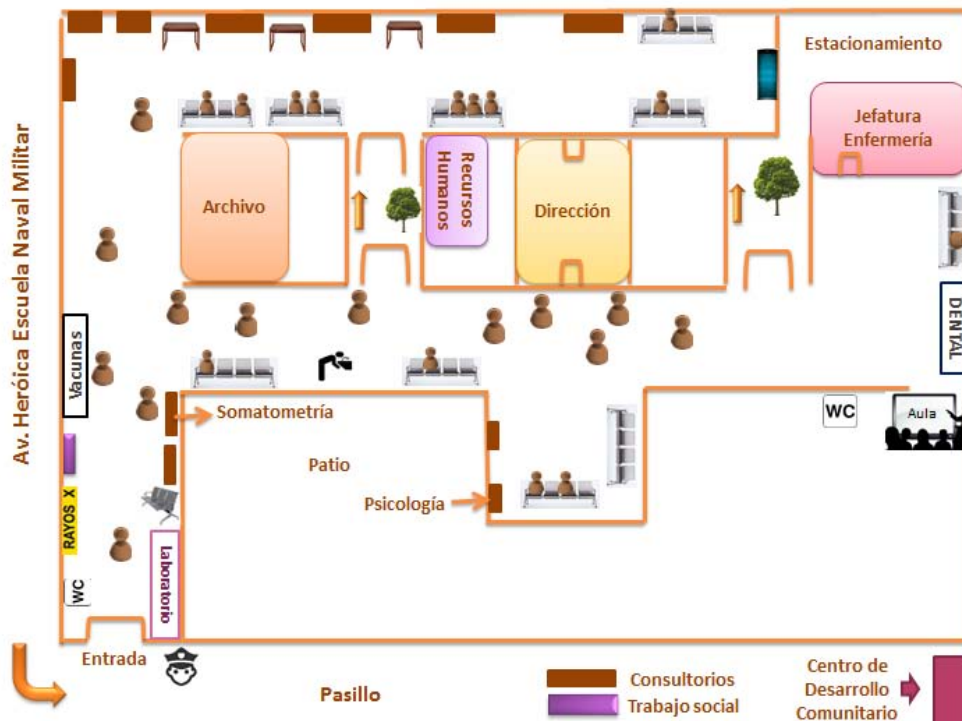 Estacionamiento
Jefatura
Enfermería
Av. Heróica Escuela Naval Militar
Archivo
Recursos
Humanos
Dirección
Vacunas
DENTAL
Somatometría
WC
Aula
Patio
Psicología
RAYOS X
Laboratorio
WC
Entrada
Pasillo
Consultorios
Trabajo social
Centro de
Desarrollo
Comunitario